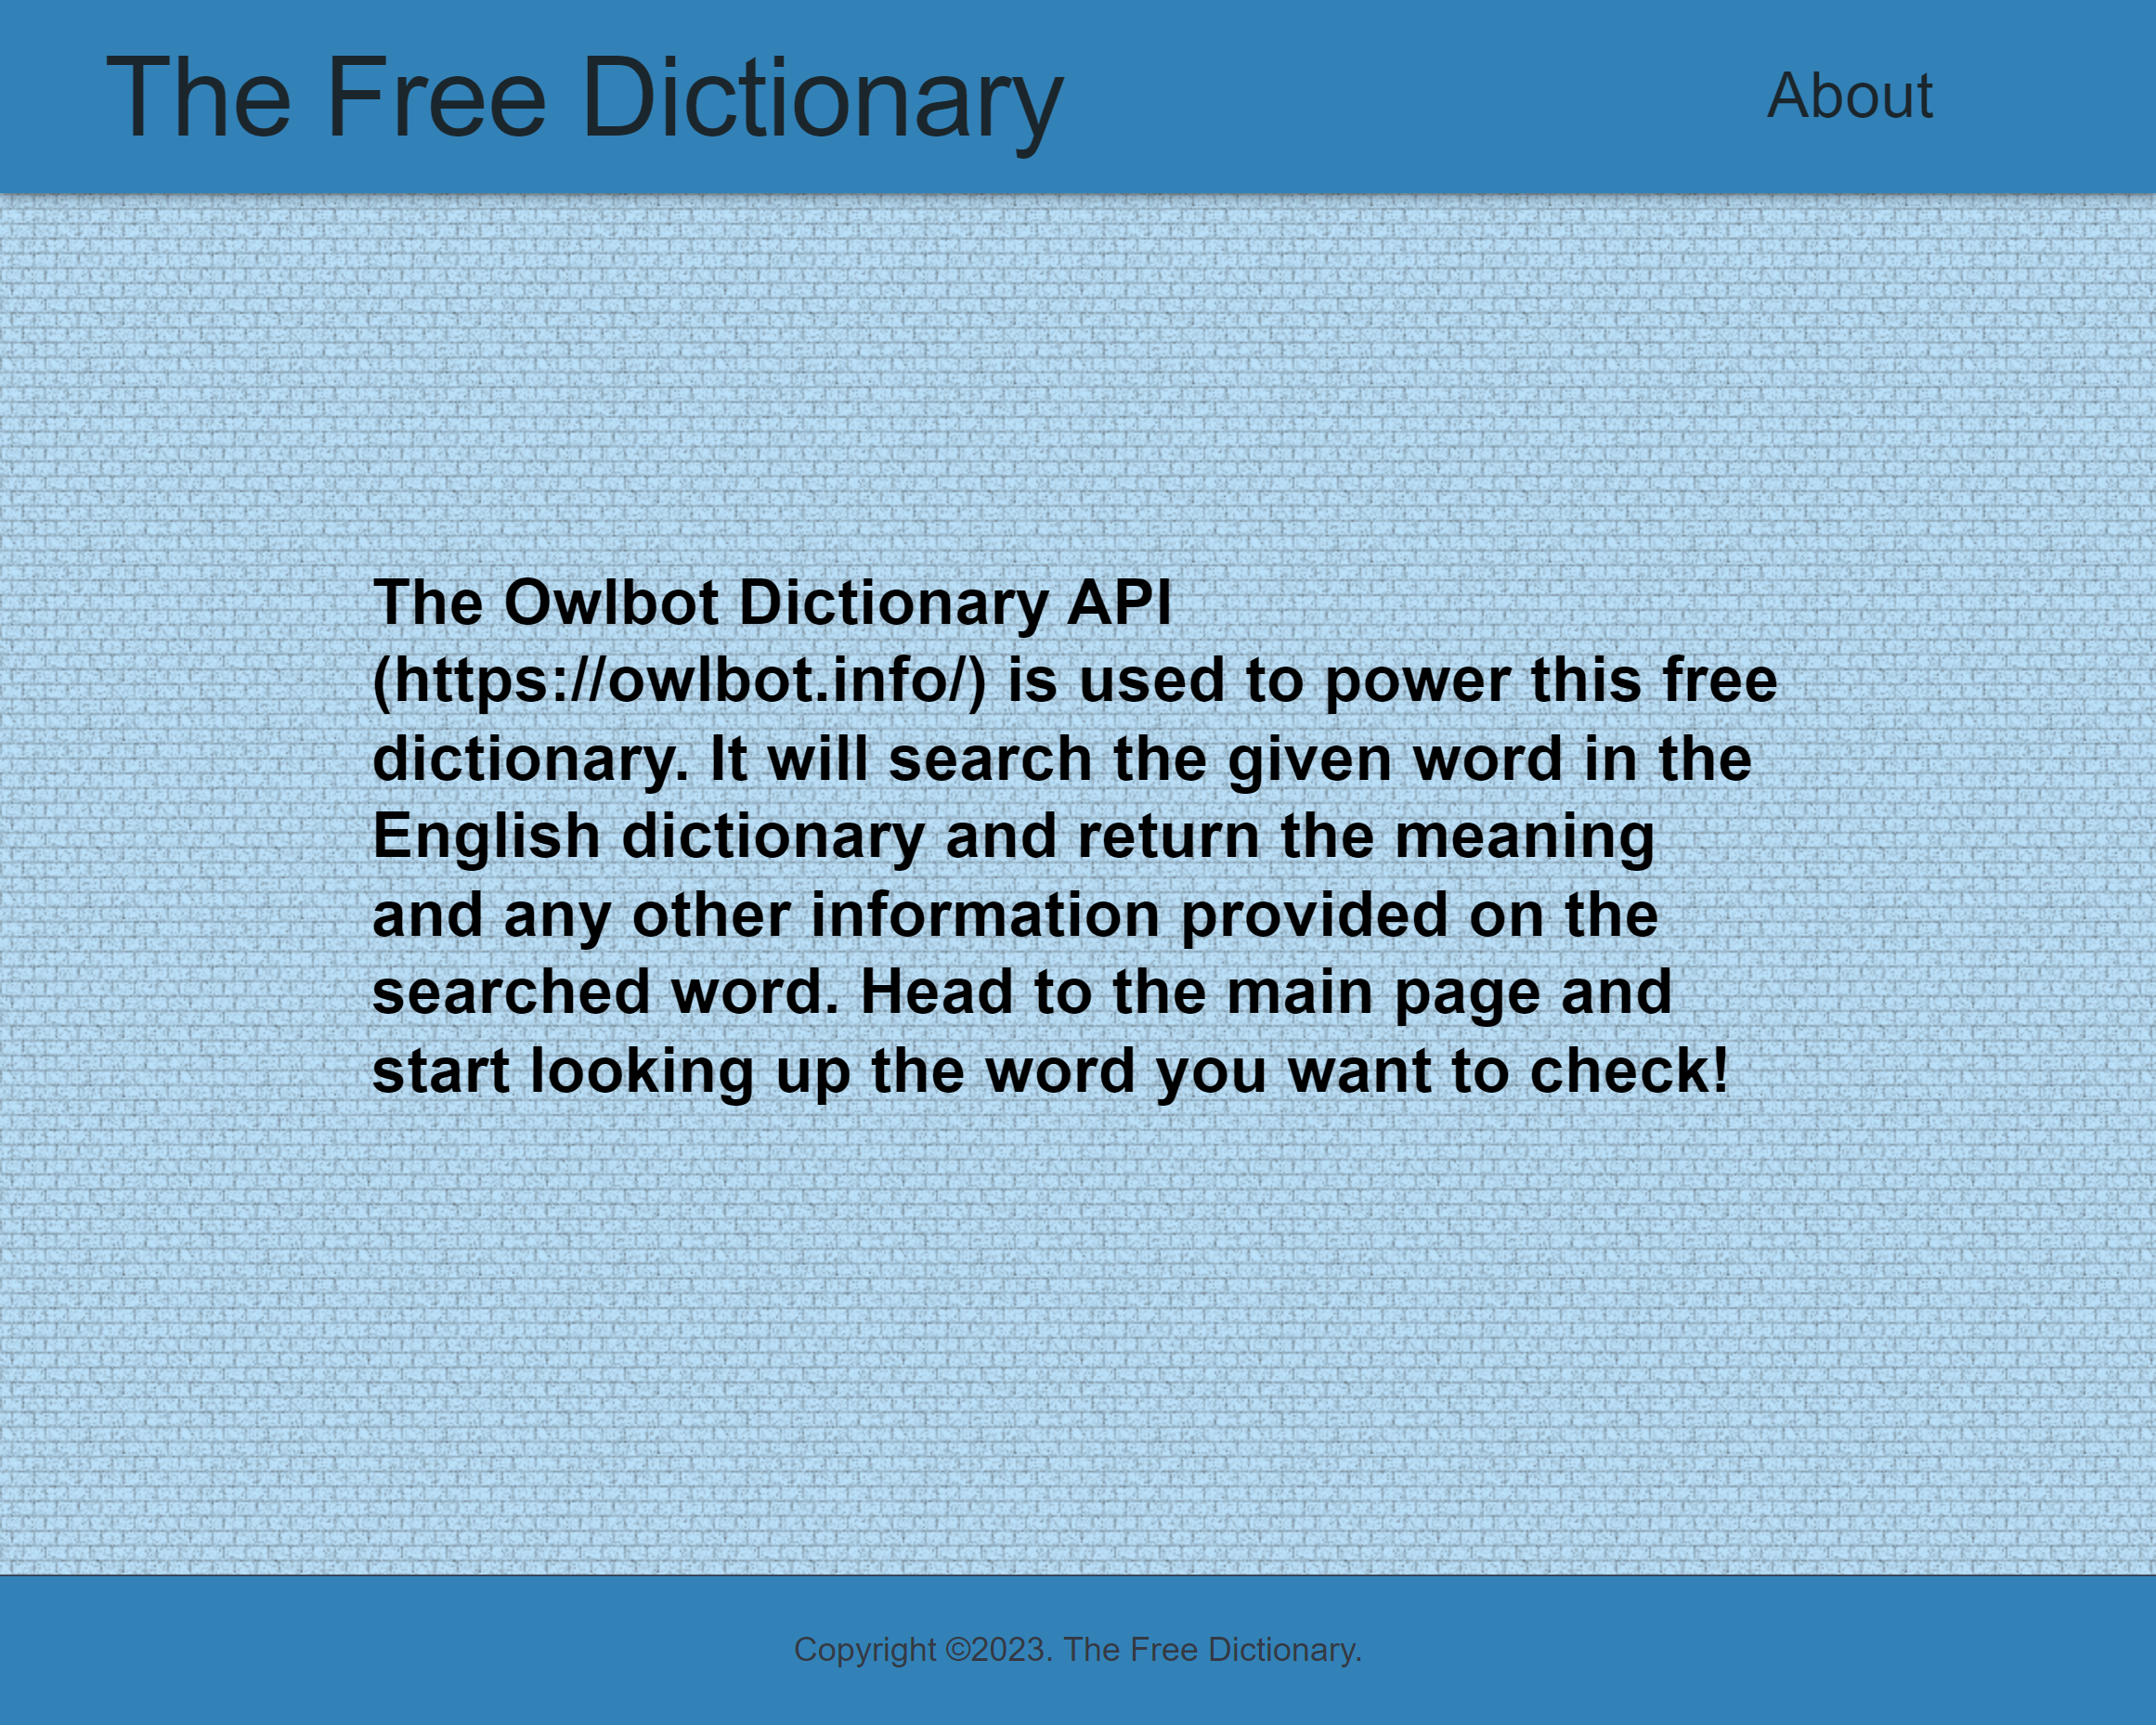 The Free Dictionary
About
The Owlbot Dictionary API
(https://owlbot.info/) is used to power this free
dictionary. It will search the given word in the
English dictionary and return the meaning
and any other information provided on the
searched word. Head to the main page and
start looking up the word you want to check!
Copyright ©2023. The Free Dictionary.